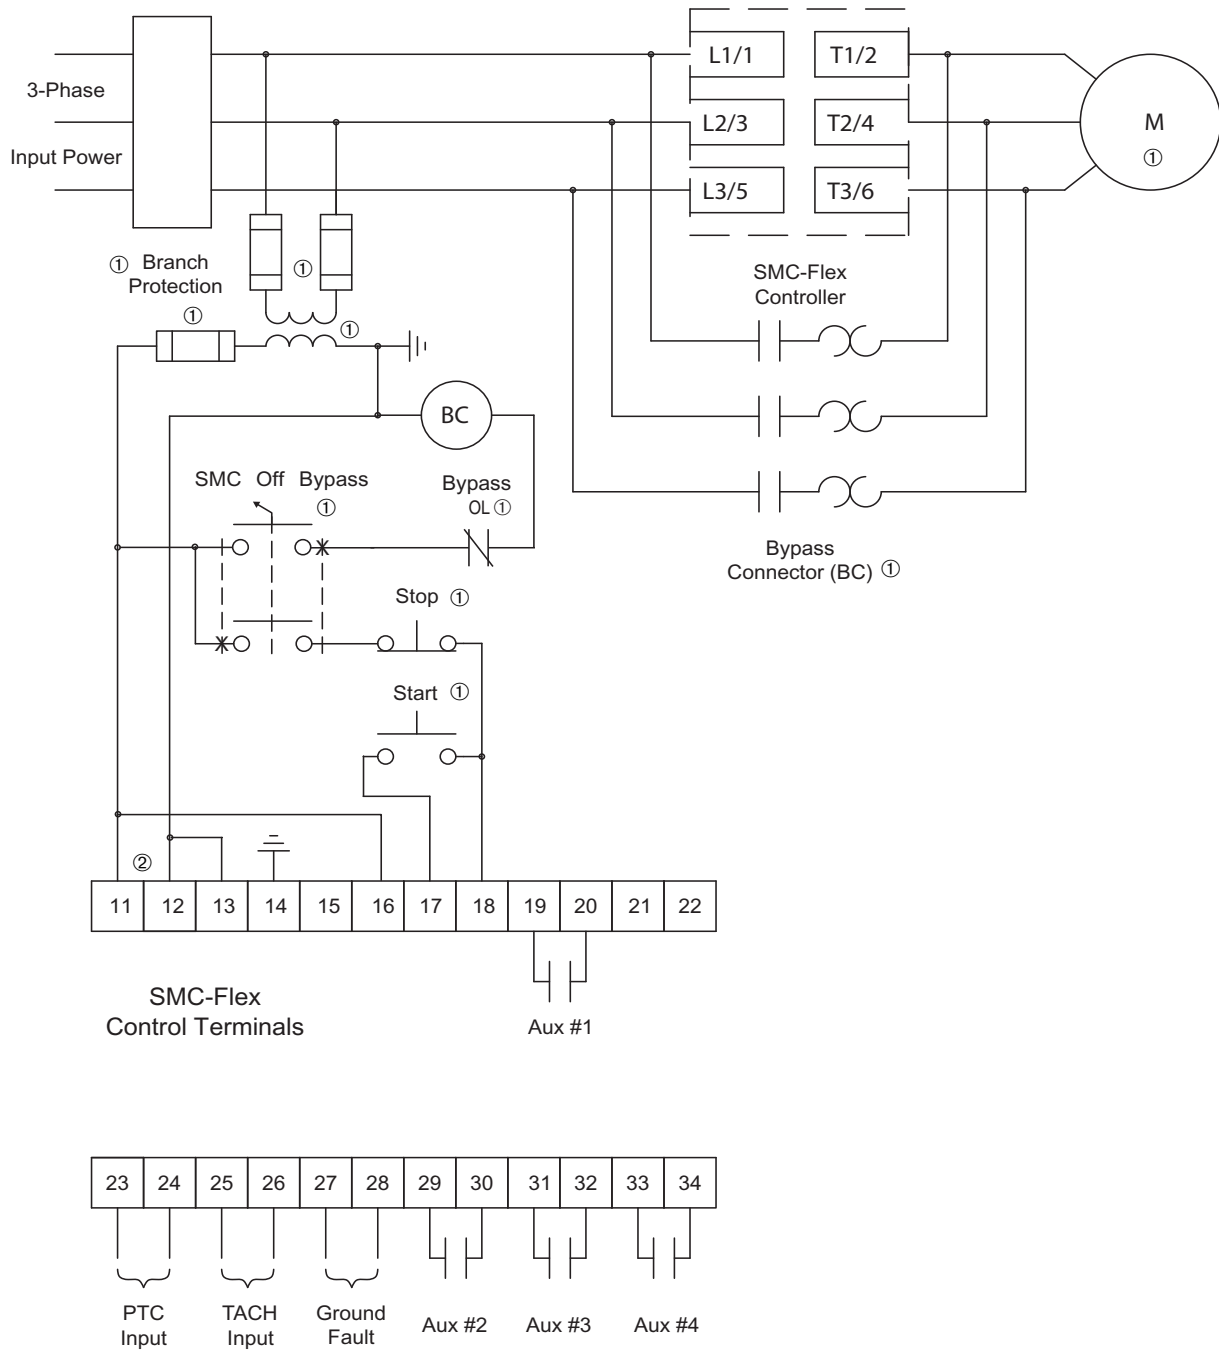 L1/1
T1/2
3-Phase
L2/3
T2/4
M
①
Input Power
L3/5
T3/6
① Branch
Protection
①
①
①
SMC-Flex
Controller
BC
SMC Off Bypass
①
Bypass
OL ①
Bypass
Connector (BC) ①
Stop ①
Start ①
②
11 12 13 14 15 16 17 18 19 20 21 22
SMC-Flex
Control Terminals
Aux #1
23 24 25 26 27 28 29 30 31 32 33 34
PTC
Input
TACH
Input
Ground
Fault
Aux #2
Aux #3
Aux #4